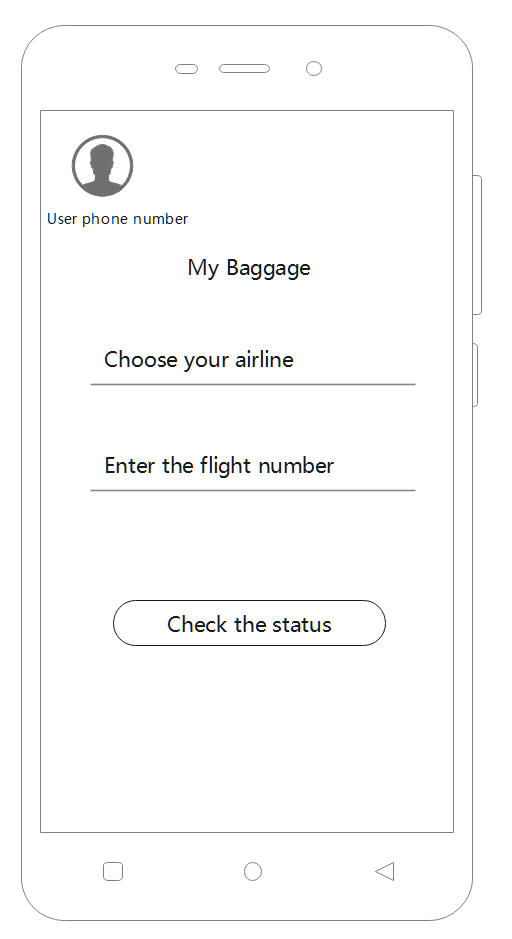 User phone number
My Baggage
Choose your airline
Enter the flight number
Check the status